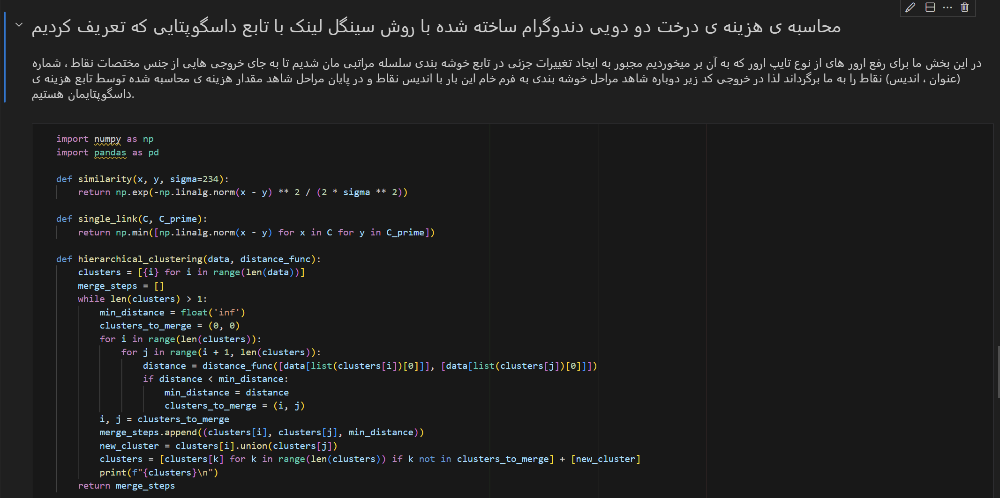 محاسبه ی هزینه ی درخت دو دویی دندوگرام ساخته شده با روش سینگل لینک با تابع داسگوپتایی که تعریف کردیم
در این بخش ما برای رفع ارور های از نوع تایپ ارور که به آن بر میخوردیم مجبور به ایجاد تغییرات جزئی در تابع خوشه بندی سلسله مراتبی مان شدیم تا به جای خروجی هایی از جنس مختصات نقاط ، شماره
(عنوان ، اندیس) نقاط را به ما برگرداند لذا در خروجی کد زیر دوباره شاهد مراحل خوشه بندی به فرم خام این بار با اندیس نقاط و در پایان مراحل شاهد مقدار هزینه ی محاسبه شده توسط تابع هزینه ی
داسگوپتایمان هستیم.
import numpy as np
import pandas as pd
def similarity(x, y, sigma=234):
    return np.exp(-np.linalg.norm(x - y) ** 2 / (2 * sigma ** 2))
def single_link(C, C_prime):
    return np.min([np.linalg.norm(x - y) for x in C for y in C_prime])
def hierarchical_clustering(data, distance_func):
    clusters = [{i} for i in range(len(data))]
    merge_steps = []
    while len(clusters) > 1:
        min_distance = float('inf')
        clusters_to_merge = (0, 0)
        for i in range(len(clusters)):
            for j in range(i + 1, len(clusters)):
                distance = distance_func([data[list(clusters[i])[0]]], [data[list(clusters[j])[0]]])
                if distance < min_distance:
                    min_distance = distance
                    clusters_to_merge = (i, j)
        i, j = clusters_to_merge
        merge_steps.append((clusters[i], clusters[j], min_distance))
        new_cluster = clusters[i].union(clusters[j])
        clusters = [clusters[k] for k in range(len(clusters)) if k not in clusters_to_merge] + [new_cluster]
        print(f"{clusters}\n")
    return merge_steps